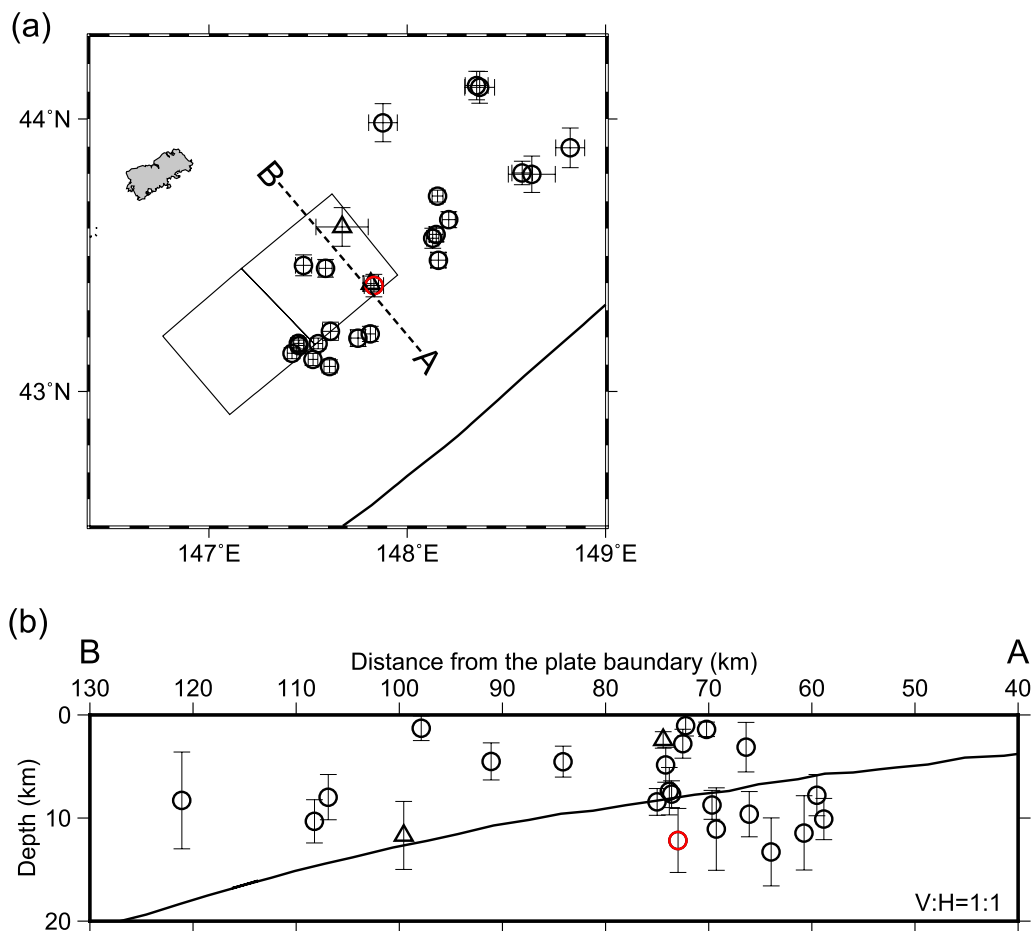 (a)
44°N
B
A
43°N
147°E 148°E 149°E
(b)
B A
Distance from the plate baundary (km)
130 120 110 100 90 80 70 60 50 40
0
10
20
Depth (km)
V:H=1:1